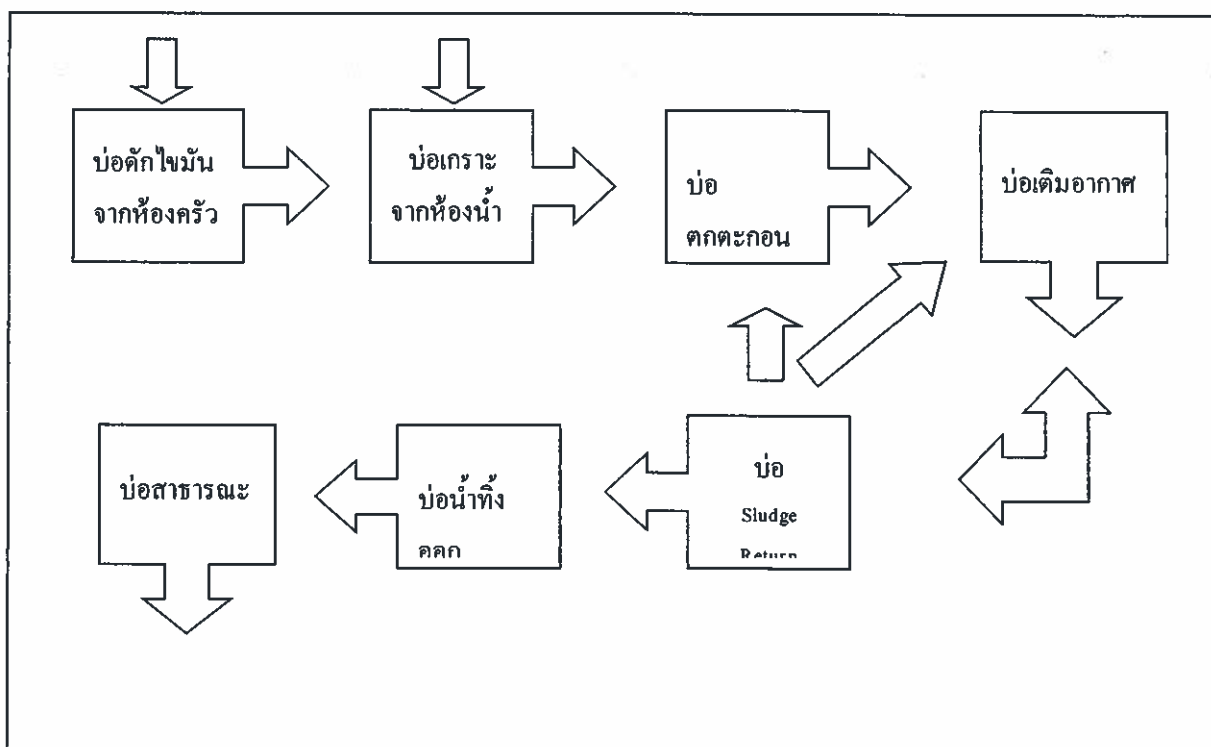 บ่อดักไขมัน
จากห้องครัว
บ่อเกราะ
จากห้องน้ำ
บ่อ
ตกตะกอน
บ่อเติมอากาศ
บ่อสาธารณะ
บ่อน้ำทิ้ง
บ่อ
Sludge
Return